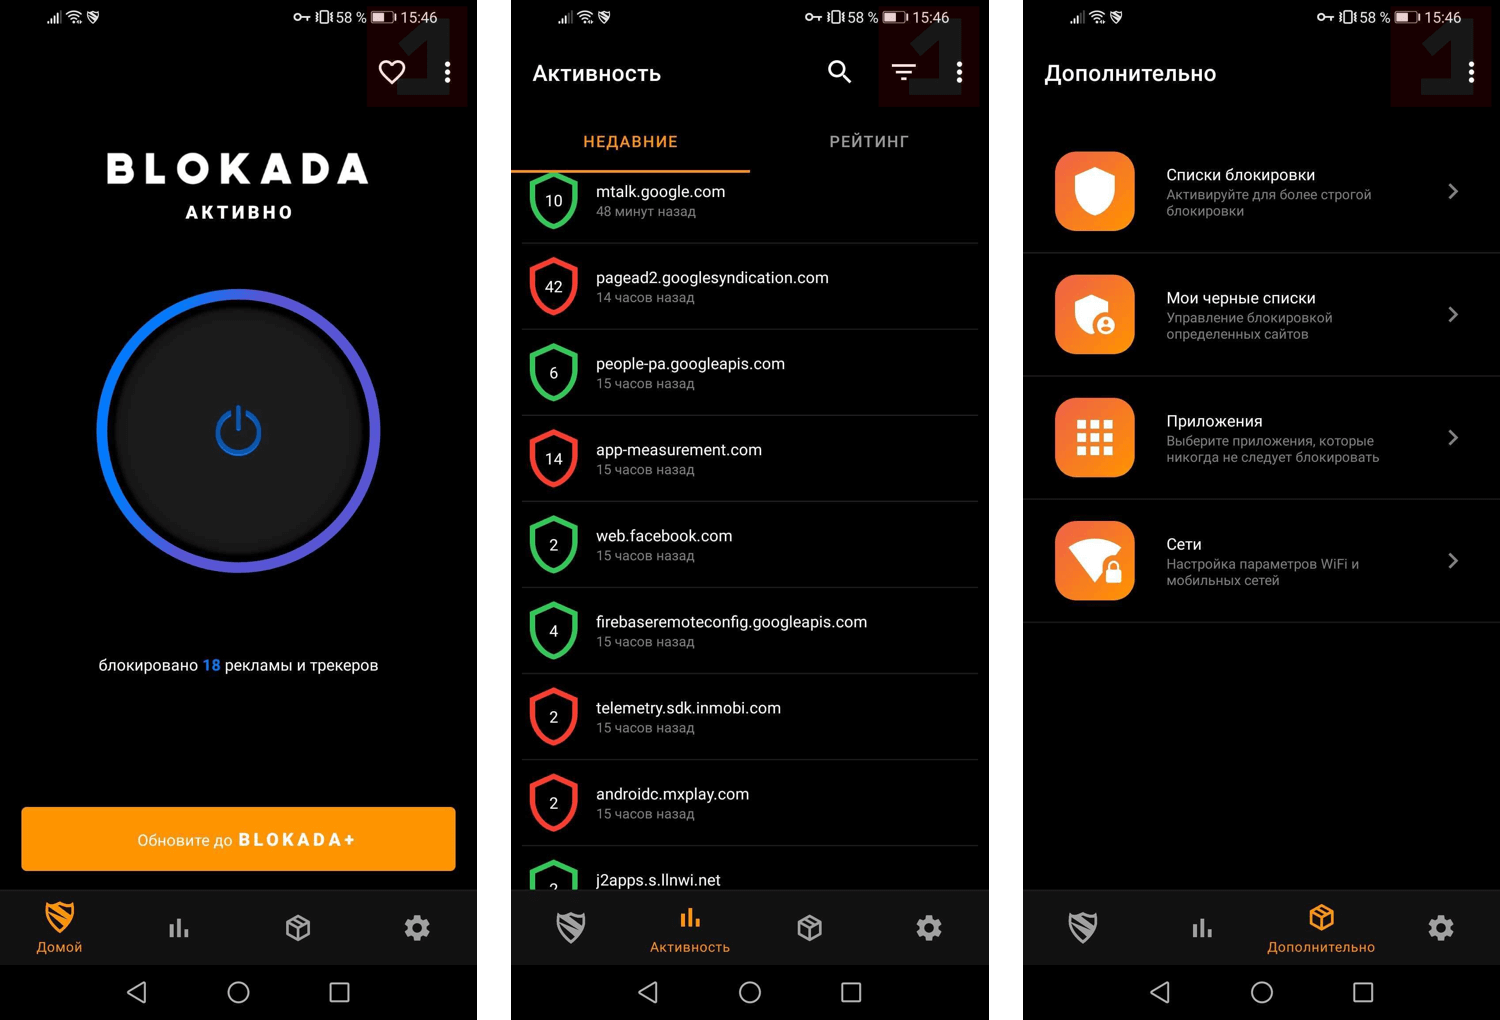 58 % 15:46
BLOKADA
АКТИВНО
блокировано 18 рекламы и трекеров
Обновите до BLOKADA+
Домой
58 % 15:46
Активность
НЕДАВНИЕ РЕЙТИНГ
10 mtalk.google.com
48 минут назад
42 pagead2.googlesyndication.com
14 часов назад
6 people-pa.googleapis.com
15 часов назад
14 app-measurement.com
15 часов назад
2 web.facebook.com
15 часов назад
4 firebaseremoteconfig.googleapis.com
15 часов назад
2 telemetry.sdk.inmobi.com
15 часов назад
2 androidc.mxplay.com
15 часов назад
j2apps.s.llnwi.net
Активность
58 % 15:46
Дополнительно
Списки блокировки
Активируйте для более строгой
блокировки
Мои черные списки
Управление блокировкой
определенных сайтов
Приложения
Выберите приложения, которые
никогда не следует блокировать
Сети
Настройка параметров WiFi и
мобильных сетей
Дополнительно